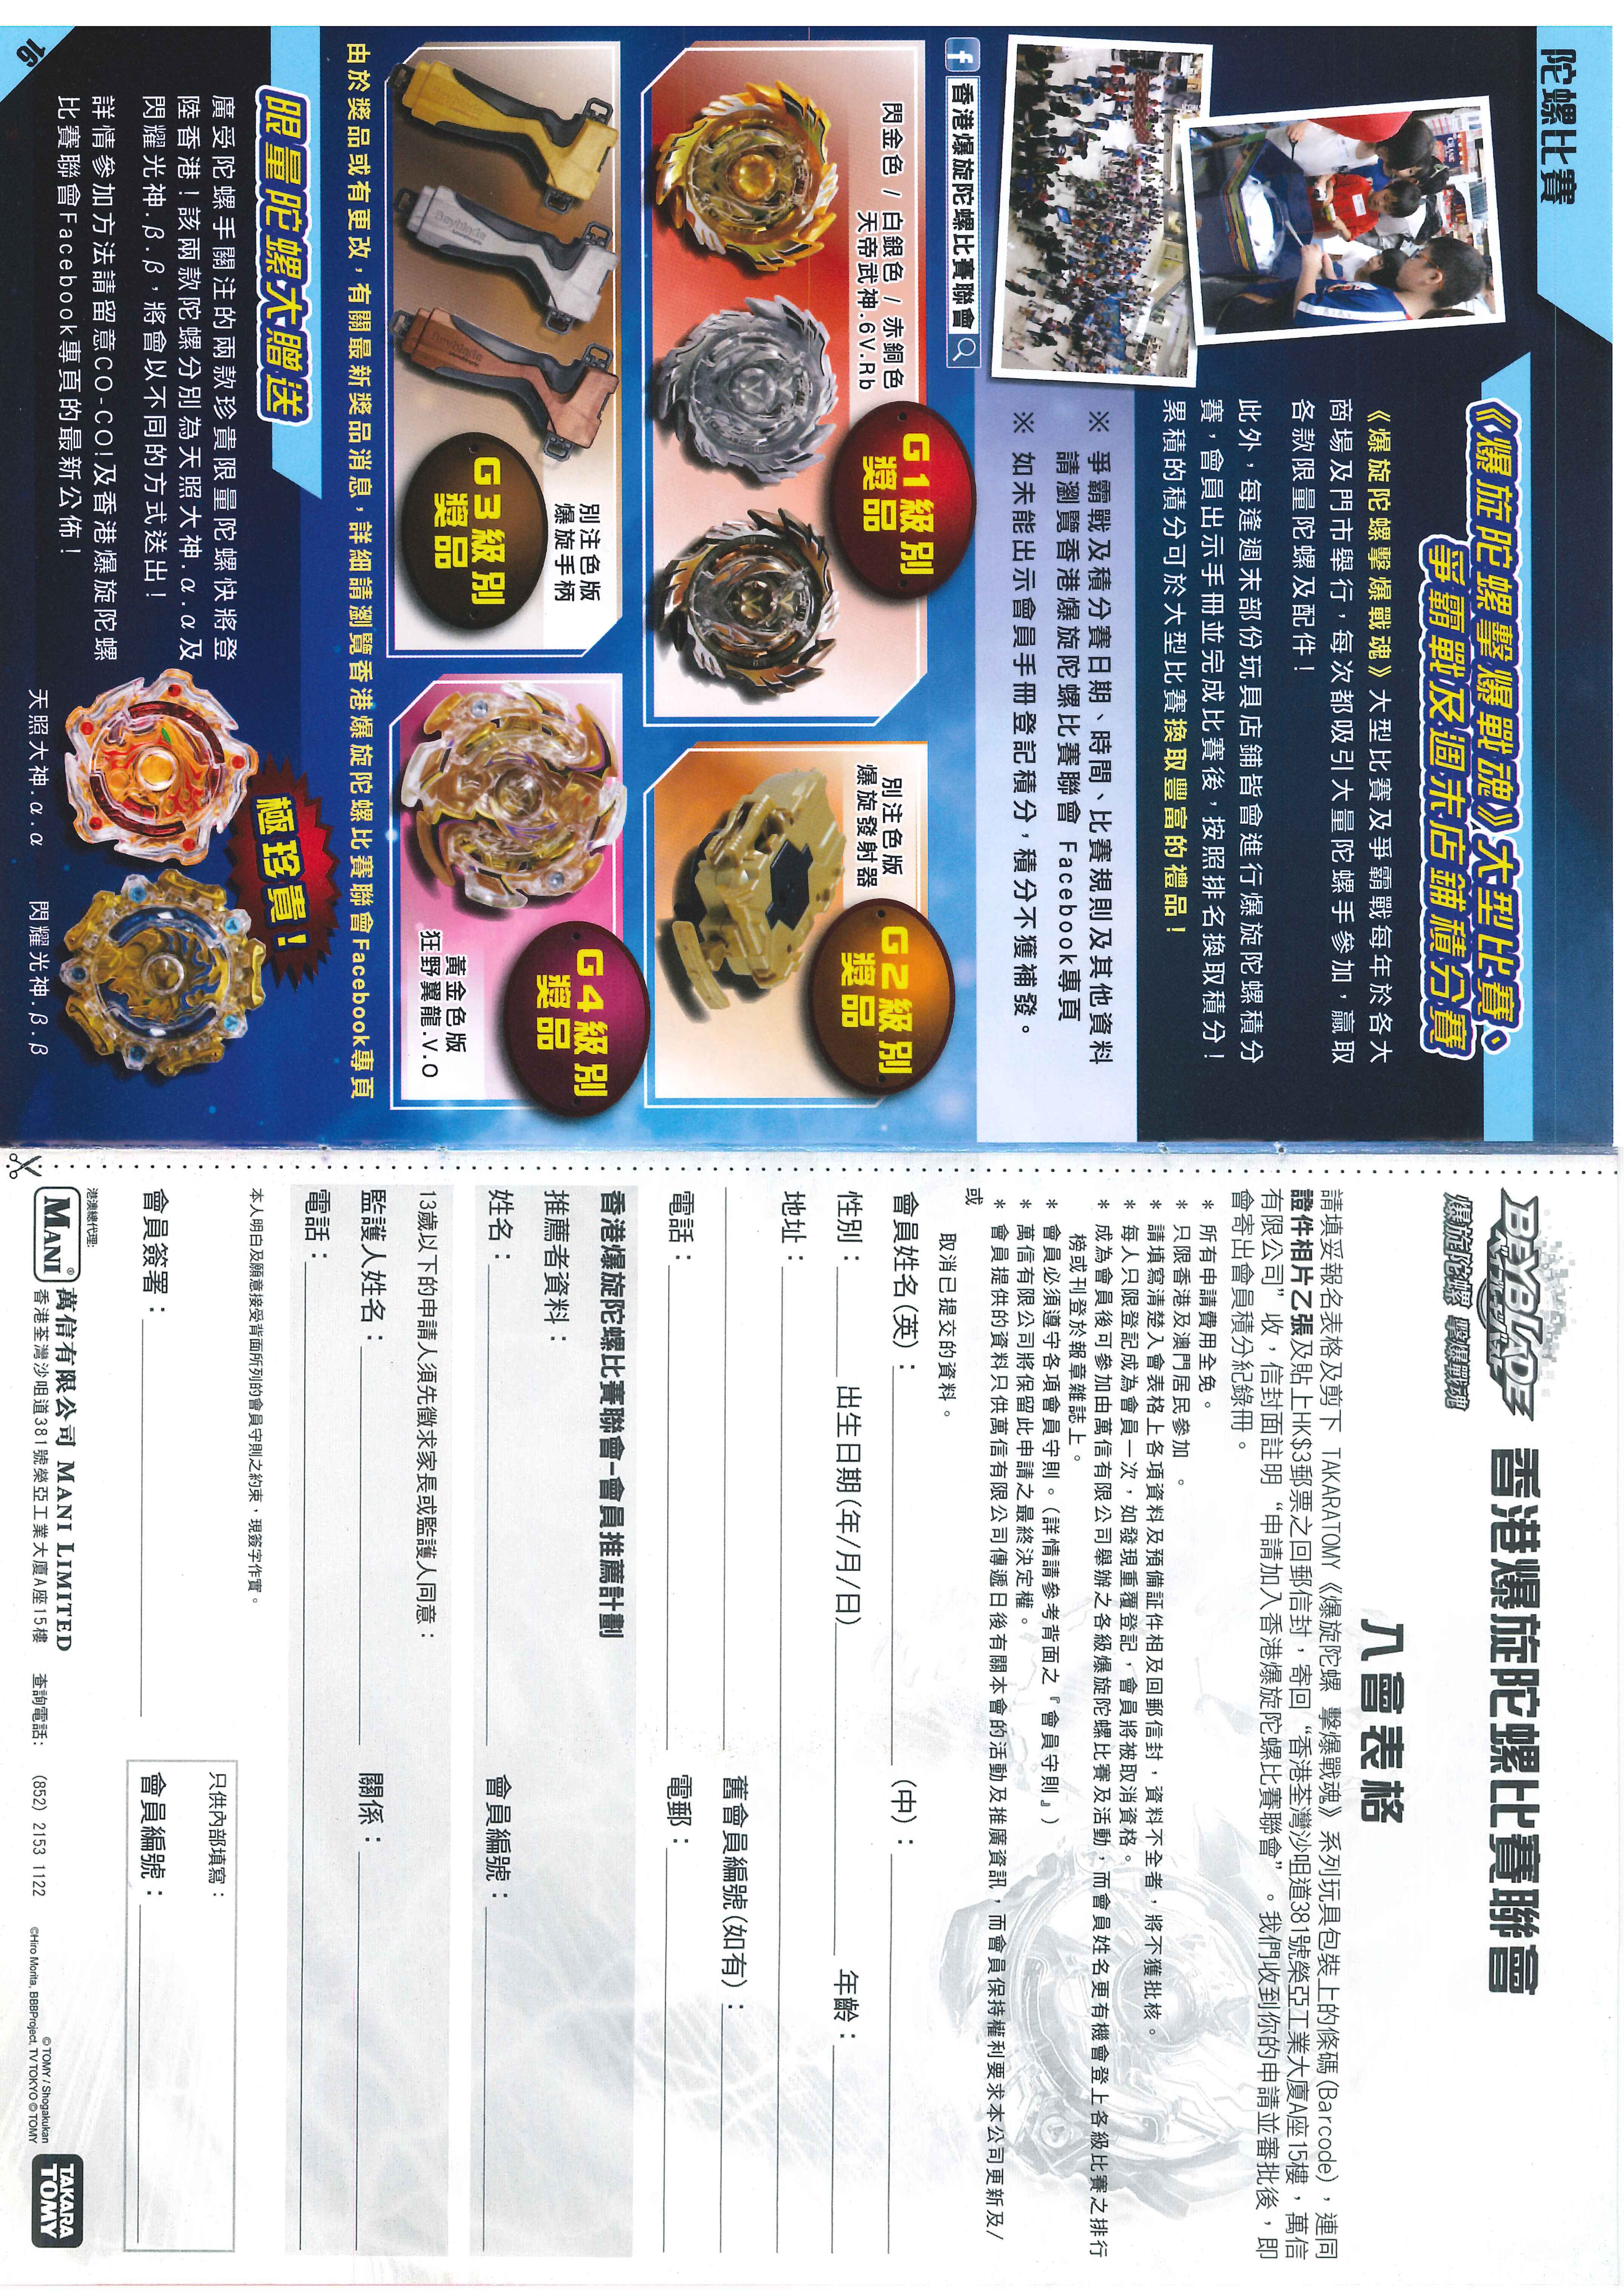 陀螺比賽
《爆旋陀螺擊爆戰魂》大型比賽、
爭霸戰及週末店鋪積分賽
《爆旋陀螺擊爆戰魂》大型比賽及爭霸戰每年於各大
商場及門市舉行，每次都吸引大量陀螺手參加，贏取
各款限量陀螺及配件！
此外，每逢週末部份玩具店鋪皆會進行爆旋陀螺積分
賽，會員出示手冊並完成比賽後，按照排名換取積分！
累積的積分可於大型比賽換取豐富的禮品！
※ 爭霸戰及積分賽日期、時間、比賽規則及其他資料
請瀏覽香港爆旋陀螺比賽聯會 Facebook專頁
※ 如未能出示會員手冊登記積分，積分不獲補發。
f 香港爆旋陀螺比賽聯會
G1級別
獎品
閃金色 / 白銀色 / 赤銅色
天帝武神.6V.Rb
G2級別
獎品
別注色版
爆旋發射器
別注色版
爆旋手柄
G3級別
獎品
G4級別
獎品
黃金色版
狂野翼龍.V.O
由於獎品或有更改，有關最新獎品消息，詳細請瀏覽香港爆旋陀螺比賽聯會Facebook專頁
限量陀螺大贈送
極珍貴！
廣受陀螺手關注的兩款珍貴限量陀螺快將登
陸香港！該兩款陀螺分別為天照大神.α.α及
閃耀光神.β.β，將會以不同的方式送出！
詳情參加方法請留意CO-CO!及香港爆旋陀螺
比賽聯會Facebook專頁的最新公佈！
天照大神.α.α
閃耀光神.β.β
16
BEYBLADE
ベイブレードバースト
爆旋陀螺 擊爆戰魂
香港爆旋陀螺比賽聯會
入會表格
請填妥報名表格及剪下 TAKARATOMY《爆旋陀螺 擊爆戰魂》系列玩具包裝上的條碼(Barcode)，連同
證件相片乙張及貼上HK$3郵票之回郵信封，寄回“香港荃灣沙咀道381號榮亞工業大廈A座15樓，萬信
有限公司”收，信封面註明“申請加入香港爆旋陀螺比賽聯會”。我們收到你的申請並審批後，即
會寄出會員積分紀錄冊。
* 所有申請費用全免。
* 只限香港及澳門居民參加 。
* 請填寫清楚入會表格上各項資料及預備証件相及回郵信封，資料不全者，將不獲批核。
* 每人只限登記成為會員一次，如發現重覆登記，會員將被取消資格。
* 成為會員後可參加由萬信有限公司舉辦之各級爆旋陀螺比賽及活動，而會員姓名更有機會登上各級比賽之排行
榜或刊登於報章雜誌上。
* 會員必須遵守各項會員守則。(詳情請參考背面之『會員守則』)
* 萬信有限公司將保留此申請之最終決定權。
* 會員提供的資料只供萬信有限公司傳遞日後有關本會的活動及推廣資訊，而會員保持權利要求本公司更新及/
或
取消已提交的資料。
會員姓名(英)： (中)：
性別： 出生日期(年/月/日) 年齡：
地址：
舊會員編號(如有)：
電話： 電郵：
香港爆旋陀螺比賽聯會-會員推薦計劃
推薦者資料：
姓名： 會員編號：
13歲以下的申請人須先徵求家長或監護人同意：
監護人姓名： 關係：
電話：
本人明白及願意接受背面所列的會員守則之約束，現簽字作實。
只供內部填寫：
會員簽署： 會員編號：
港澳總代理:
MANI® 萬信有限公司 MANI LIMITED
香港荃灣沙咀道381號榮亞工業大廈A座15樓 查詢電話: (852) 2153 1122
© TOMY / Shogakukan
©Hiro Morita, BBBProject, TV TOKYO © TOMY
TAKARA
TOMY